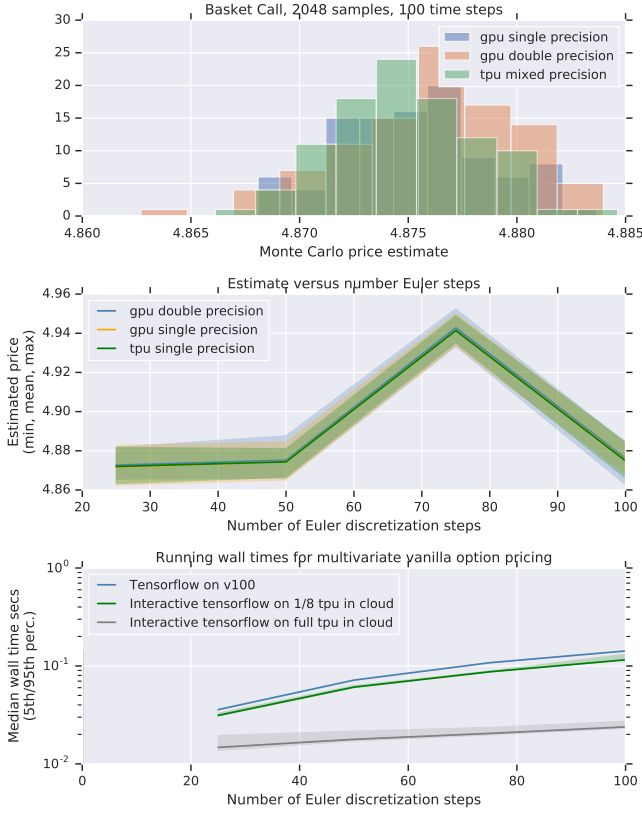 Basket Call, 2048 samples, 100 time steps
30
25
20
15
10
5
0
gpu single precision
gpu double precision
tpu mixed precision
4.860 4.865 4.870 4.875 4.880 4.885
Monte Carlo price estimate
Estimate versus number Euler steps
4.96
4.94
4.92
4.90
4.88
4.86
Estimated price
(min, mean, max)
gpu double precision
gpu single precision
tpu single precision
20 30 40 50 60 70 80 90 100
Number of Euler discretization steps
Running wall times for multivariate vanilla option pricing
10^0
10^-1
10^-2
Median wall time secs
(5th/95th perc.)
Tensorflow on v100
Interactive tensorflow on 1/8 tpu in cloud
Interactive tensorflow on full tpu in cloud
0 20 40 60 80 100
Number of Euler discretization steps